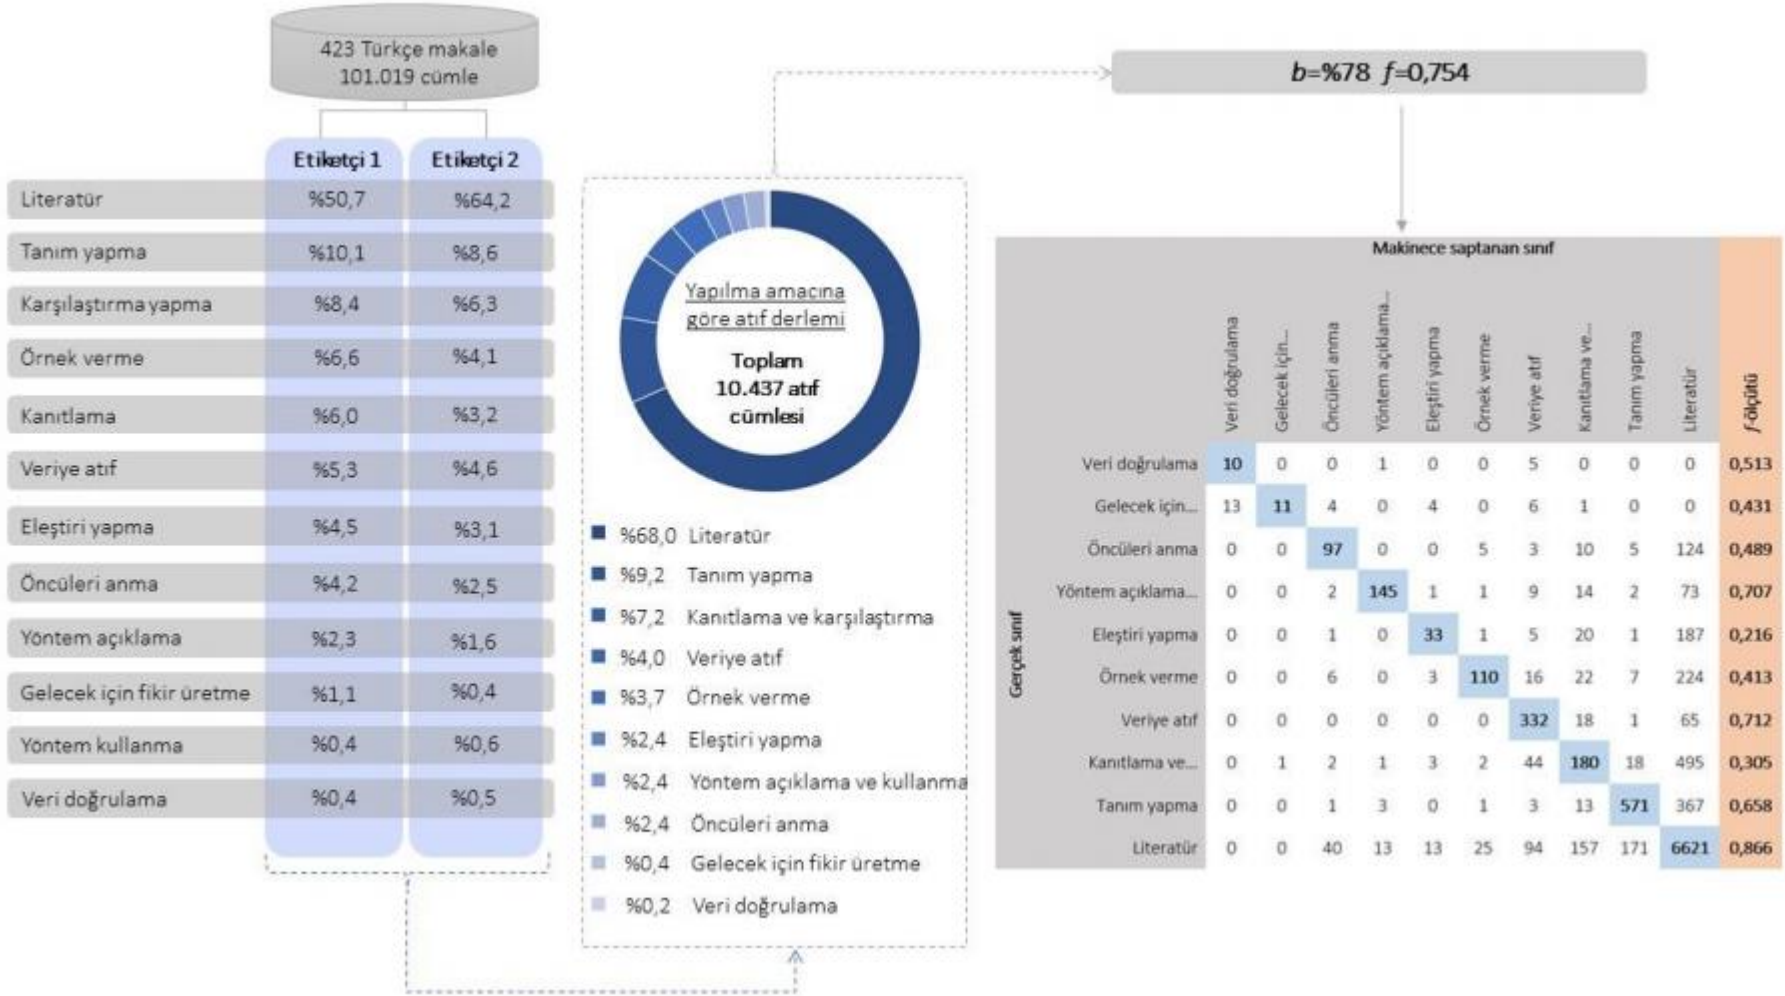 423 Türkçe makale
101.019 cümle
Etiketçi 1 Etiketçi 2
Literatür %50,7 %64,2
Tanım yapma %10,1 %8,6
Karşılaştırma yapma %8,4 %6,3
Örnek verme %6,6 %4,1
Kanıtlama %6,0 %3,2
Veriye atıf %5,3 %4,6
Eleştiri yapma %4,5 %3,1
Öncüleri anma %4,2 %2,5
Yöntem açıklama %2,3 %1,6
Gelecek için fikir üretme %1,1 %0,4
Yöntem kullanma %0,4 %0,6
Veri doğrulama %0,4 %0,5
Yapılma amacına
göre atıf derlemi
Toplam
10.437 atıf
cümlesi
%68,0 Literatür
%9,2 Tanım yapma
%7,2 Kanıtlama ve karşılaştırma
%4,0 Veriye atıf
%3,7 Örnek verme
%2,4 Eleştiri yapma
%2,4 Yöntem açıklama ve kullanma
%2,4 Öncüleri anma
%0,4 Gelecek için fikir üretme
%0,2 Veri doğrulama
b=%78 f=0,754
Makinece saptanan sınıf
Veri doğrulama
Gelecek için...
Öncüleri anma
Yöntem açıklama...
Eleştiri yapma
Örnek verme
Veriye atıf
Kanıtlama ve...
Tanım yapma
Literatür
f-ölçütü
Gerçek sınıf
Veri doğrulama 10 0 0 1 0 0 5 0 0 0 0,513
Gelecek için... 13 11 4 0 4 0 6 1 0 0 0,431
Öncüleri anma 0 0 97 0 0 5 3 10 5 124 0,489
Yöntem açıklama... 0 0 2 145 1 1 9 14 2 73 0,707
Eleştiri yapma 0 0 1 0 33 1 5 20 1 187 0,216
Örnek verme 0 0 6 0 3 110 16 22 7 224 0,413
Veriye atıf 0 0 0 0 0 0 332 18 1 65 0,712
Kanıtlama ve... 0 1 2 1 3 2 44 180 18 495 0,305
Tanım yapma 0 0 1 3 0 1 3 13 571 367 0,658
Literatür 0 0 40 13 13 25 94 157 171 6621 0,866